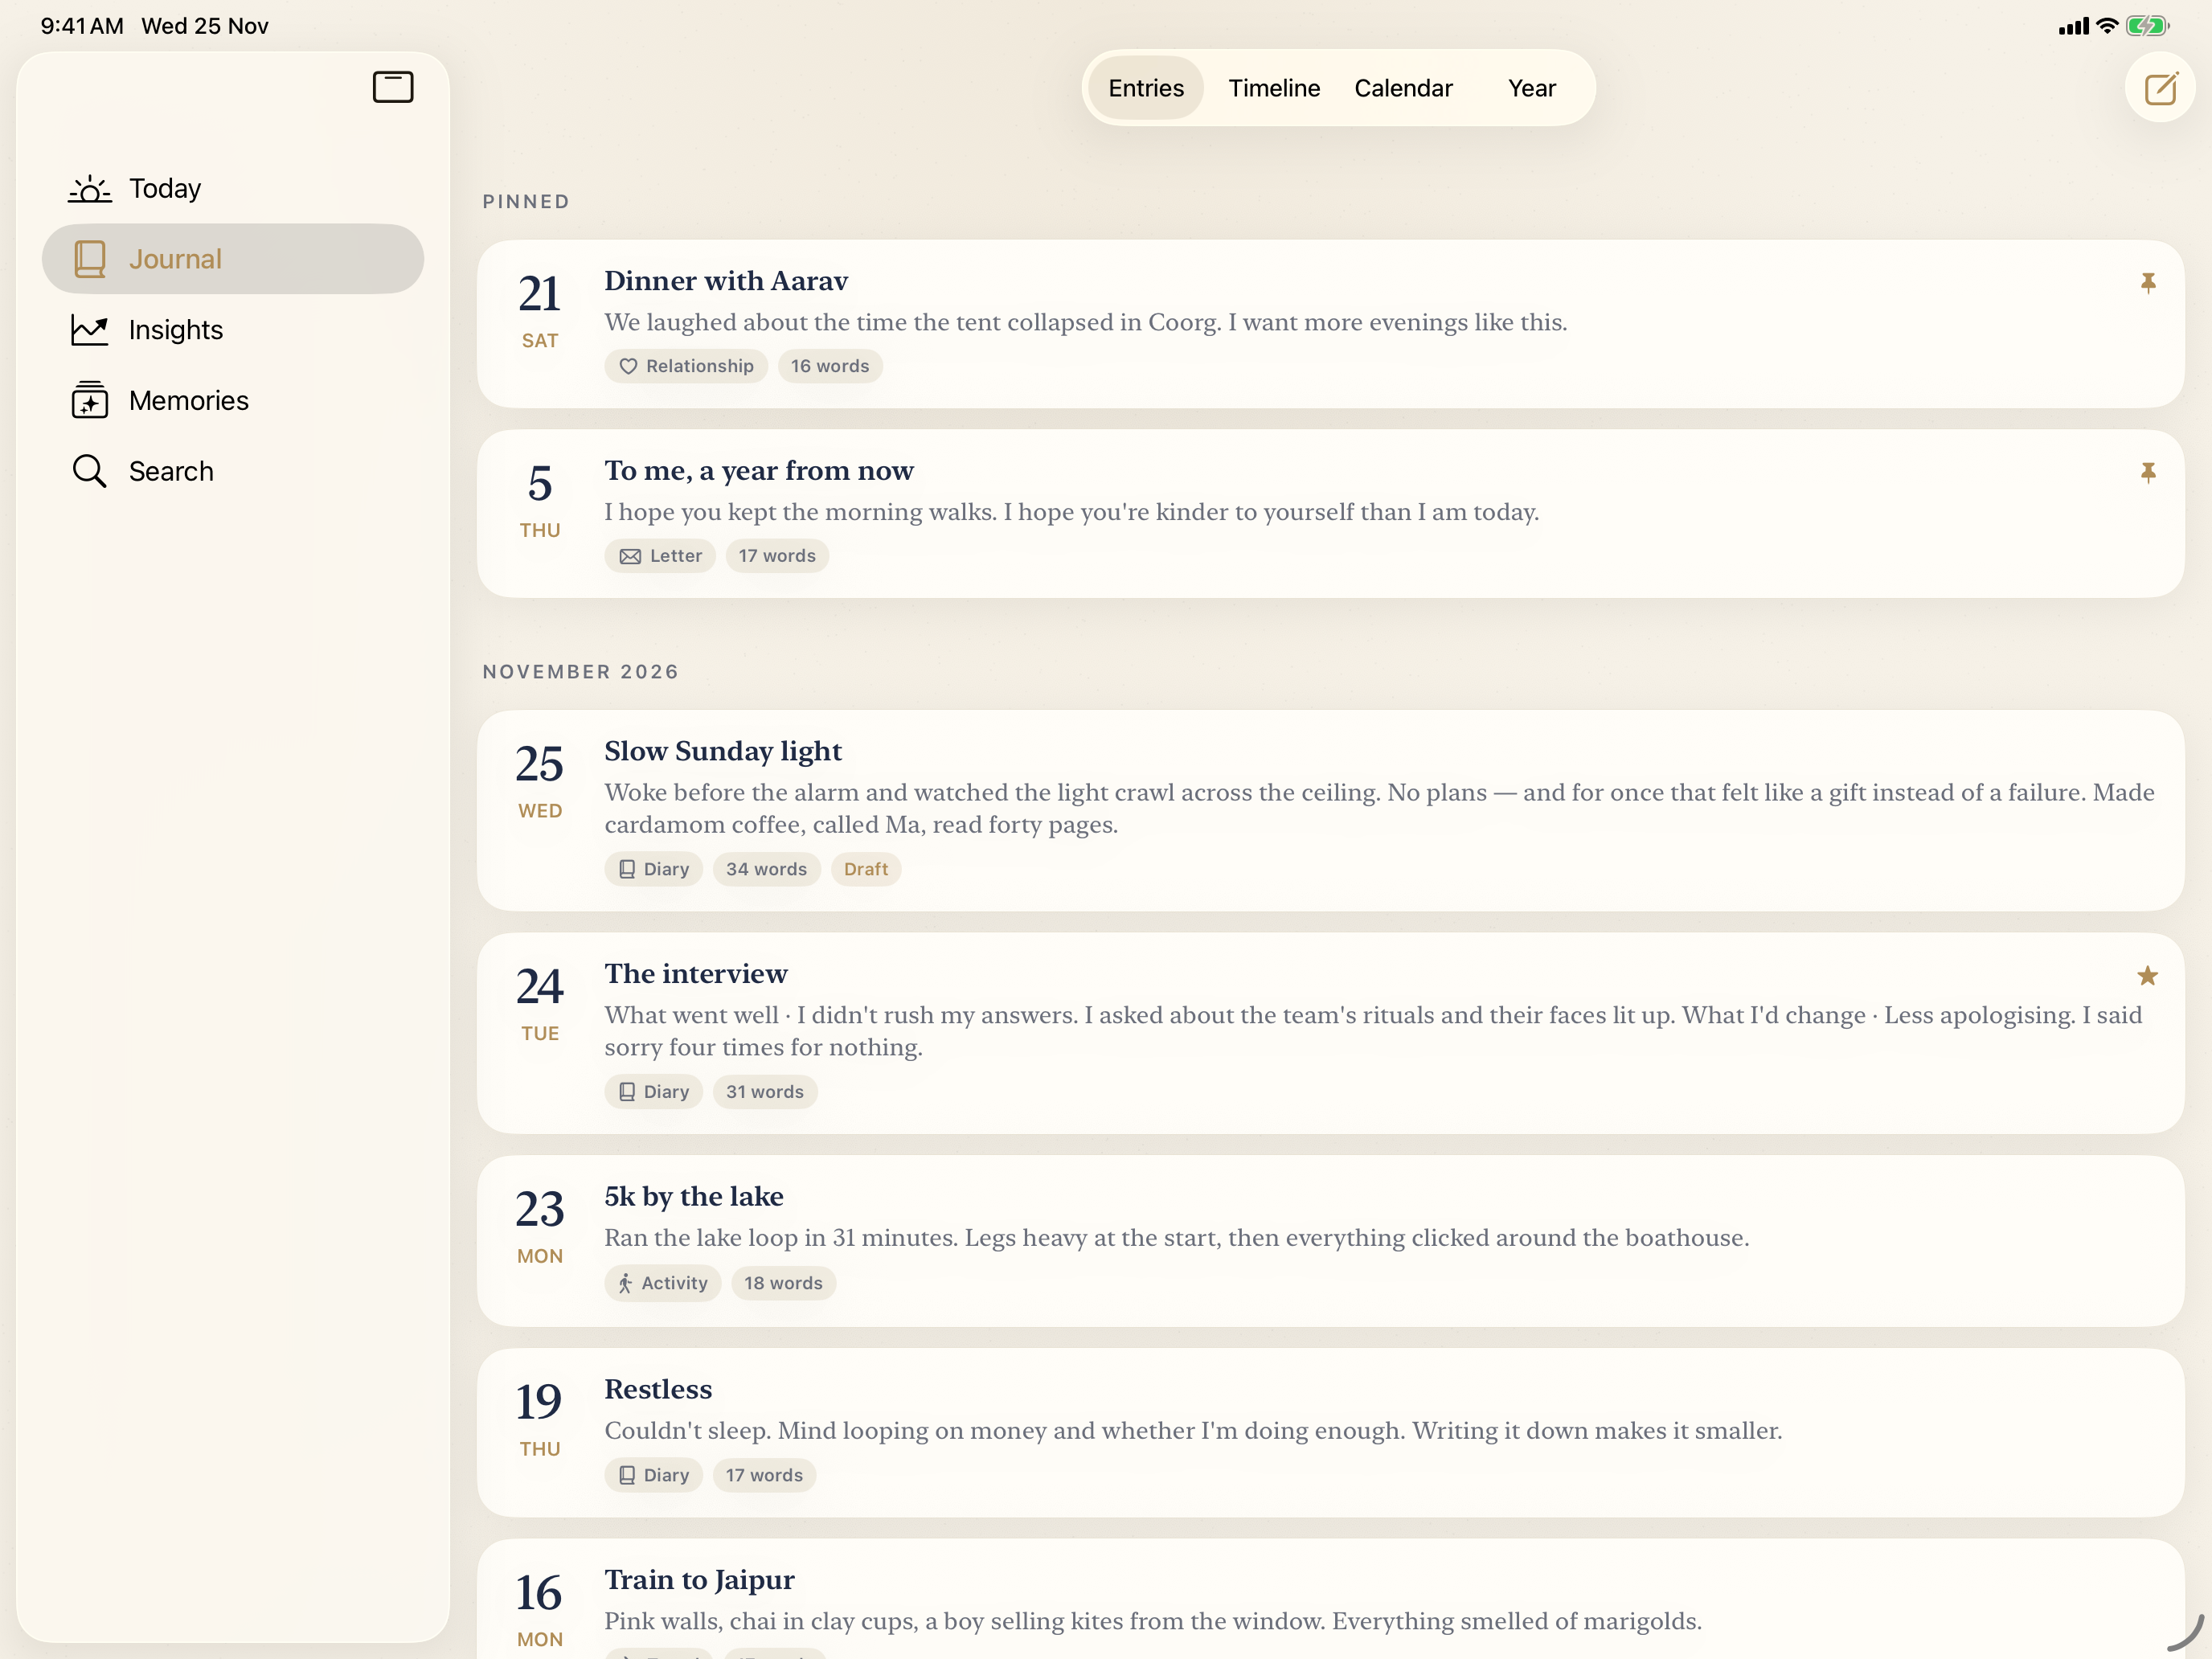 9:41 AM Wed 25 Nov
Entries Timeline Calendar Year
Today
Journal
Insights
Memories
Search
PINNED
21 SAT
Dinner with Aarav
We laughed about the time the tent collapsed in Coorg. I want more evenings like this.
Relationship 16 words
5 THU
To me, a year from now
I hope you kept the morning walks. I hope you're kinder to yourself than I am today.
Letter 17 words
NOVEMBER 2026
25 WED
Slow Sunday light
Woke before the alarm and watched the light crawl across the ceiling. No plans — and for once that felt like a gift instead of a failure. Made
cardamom coffee, called Ma, read forty pages.
Diary 34 words Draft
24 TUE
The interview
What went well · I didn't rush my answers. I asked about the team's rituals and their faces lit up. What I'd change · Less apologising. I said
sorry four times for nothing.
Diary 31 words
23 MON
5k by the lake
Ran the lake loop in 31 minutes. Legs heavy at the start, then everything clicked around the boathouse.
Activity 18 words
19 THU
Restless
Couldn't sleep. Mind looping on money and whether I'm doing enough. Writing it down makes it smaller.
Diary 17 words
16 MON
Train to Jaipur
Pink walls, chai in clay cups, a boy selling kites from the window. Everything smelled of marigolds.